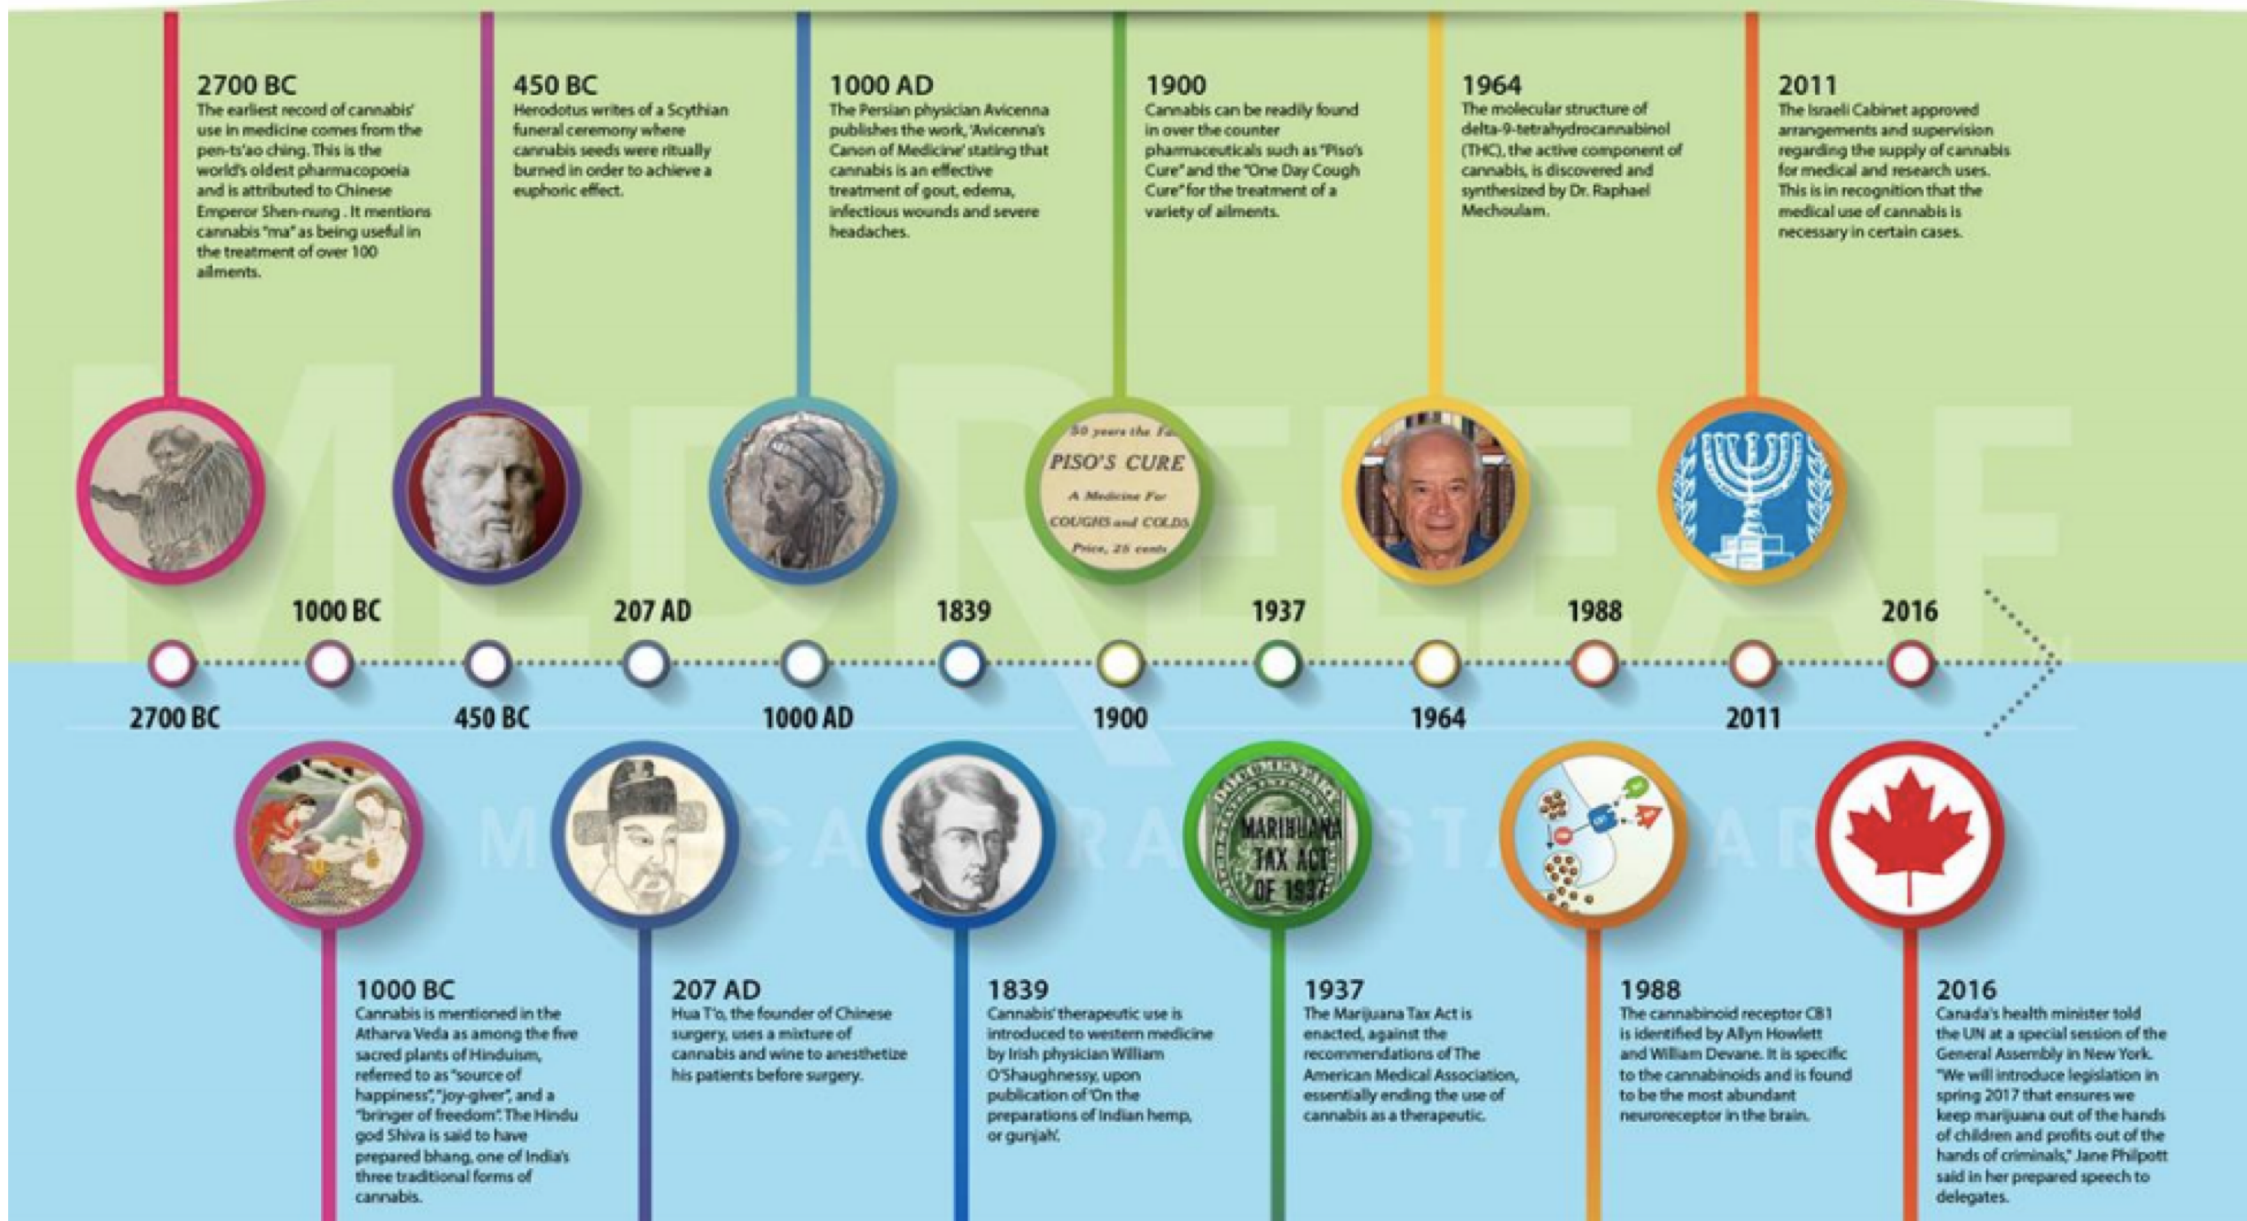 2700 BC
The earliest record of cannabis'
use in medicine comes from the
pen-ts'ao ching. This is the
world's oldest pharmacopoeia
and is attributed to Chinese
Emperor Shen-nung . It mentions
cannabis "ma" as being useful in
the treatment of over 100
ailments.
450 BC
Herodotus writes of a Scythian
funeral ceremony where
cannabis seeds were ritually
burned in order to achieve a
euphoric effect.
1000 AD
The Persian physician Avicenna
publishes the work, 'Avicenna's
Canon of Medicine' stating that
cannabis is an effective
treatment of gout, edema,
infectious wounds and severe
headaches.
1900
Cannabis can be readily found
in over the counter
pharmaceuticals such as "Piso's
Cure" and the "One Day Cough
Cure" for the treatment of a
variety of ailments.
1964
The molecular structure of
delta-9-tetrahydrocannabinol
(THC), the active component of
cannabis, is discovered and
synthesized by Dr. Raphael
Mechoulam.
2011
The Israeli Cabinet approved
arrangements and supervision
regarding the supply of cannabis
for medical and research uses.
This is in recognition that the
medical use of cannabis is
necessary in certain cases.
MEDRELEAF
50 years the
PISO'S CURE
A Medicine For
COUGHS and COLDS
Price, 25 cents
1000 BC
207 AD
1839
1937
1988
2016
2700 BC
450 BC
1000 AD
1900
1964
2011
MARIHUANA
TAX ACT
OF 1937
CB1
1000 BC
Cannabis is mentioned in the
Atharva Veda as among the five
sacred plants of Hinduism,
referred to as "source of
happiness", "joy-giver", and a
"bringer of freedom". The Hindu
god Shiva is said to have
prepared bhang, one of India's
three traditional forms of
cannabis.
207 AD
Hua T'o, the founder of Chinese
surgery, uses a mixture of
cannabis and wine to anesthetize
his patients before surgery.
1839
Cannabis' therapeutic use is
introduced to western medicine
by Irish physician William
O'Shaughnessy, upon
publication of 'On the
preparations of Indian hemp,
or gunjah'.
1937
The Marijuana Tax Act is
enacted, against the
recommendations of The
American Medical Association,
essentially ending the use of
cannabis as a therapeutic.
1988
The cannabinoid receptor CB1
is identified by Allyn Howlett
and William Devane. It is specific
to the cannabinoids and is found
to be the most abundant
neuroreceptor in the brain.
2016
Canada's health minister told
the UN at a special session of the
General Assembly in New York.
"We will introduce legislation in
spring 2017 that ensures we
keep marijuana out of the hands
of children and profits out of the
hands of criminals," Jane Philpott
said in her prepared speech to
delegates.